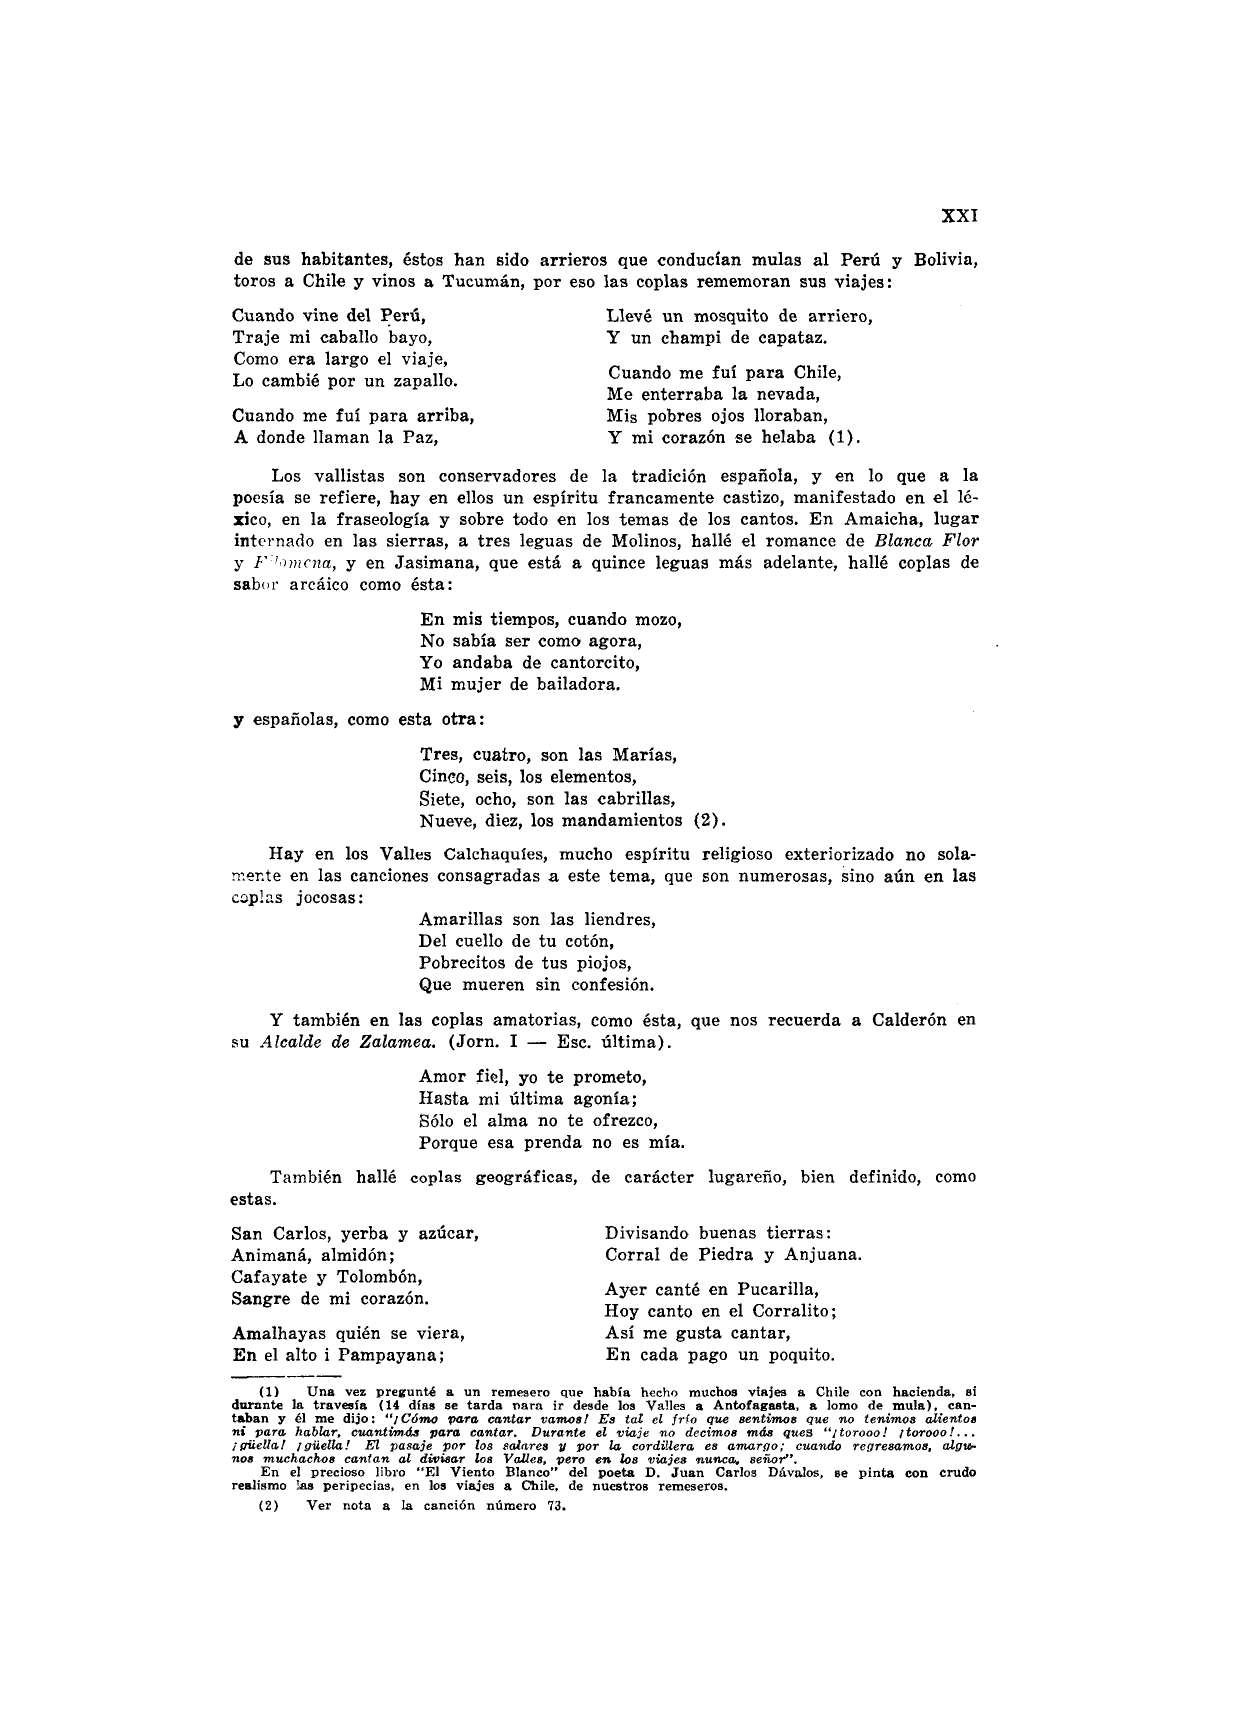 XXI
de sus habitantes, éstos han sido arrieros que conducían mulas al Perú y Bolivia,
toros a Chile y vinos a Tucumán, por eso las coplas rememoran sus viajes:
Cuando vine del Perú,
Traje mi caballo bayo,
Como era largo el viaje,
Lo cambié por un zapallo.
Cuando me fuí para arriba,
A donde llaman la Paz,
Llevé un mosquito de arriero,
Y un champi de capataz.
Cuando me fuí para Chile,
Me enterraba la nevada,
Mis pobres ojos lloraban,
Y mi corazón se helaba (1).
Los vallistas son conservadores de la tradición española, y en lo que a la
poesía se refiere, hay en ellos un espíritu francamente castizo, manifestado en el lé-
xico, en la fraseología y sobre todo en los temas de los cantos. En Amaicha, lugar
internado en las sierras, a tres leguas de Molinos, hallé el romance de Blanca Flor
y Filomena, y en Jasimana, que está a quince leguas más adelante, hallé coplas de
sabor arcáico como ésta:
En mis tiempos, cuando mozo,
No sabía ser como agora,
Yo andaba de cantorcito,
Mi mujer de bailadora.
y españolas, como esta otra:
Tres, cuatro, son las Marías,
Cinco, seis, los elementos,
Siete, ocho, son las cabrillas,
Nueve, diez, los mandamientos (2).
Hay en los Valles Calchaquíes, mucho espíritu religioso exteriorizado no sola-
mente en las canciones consagradas a este tema, que son numerosas, sino aún en las
coplas jocosas:
Amarillas son las liendres,
Del cuello de tu cotón,
Pobrecitos de tus piojos,
Que mueren sin confesión.
Y también en las coplas amatorias, como ésta, que nos recuerda a Calderón en
su Alcalde de Zalamea. (Jorn. I — Esc. última).
Amor fiel, yo te prometo,
Hasta mi última agonía;
Sólo el alma no te ofrezco,
Porque esa prenda no es mía.
También hallé coplas geográficas, de carácter lugareño, bien definido, como
estas.
San Carlos, yerba y azúcar,
Animaná, almidón;
Cafayate y Tolombón,
Sangre de mi corazón.
Amalhayas quién se viera,
En el alto i Pampayana;
Divisando buenas tierras:
Corral de Piedra y Anjuana.
Ayer canté en Pucarilla,
Hoy canto en el Corralito;
Así me gusta cantar,
En cada pago un poquito.
(1) Una vez pregunté a un remesero que había hecho muchos viajes a Chile con hacienda, si
durante la travesía (14 días se tarda para ir desde los Valles a Antofagasta, a lomo de mula), can-
taban y él me dijo: "¡Cómo para cantar vamos! Es tal el frío que sentimos que no tenimos alientos
ni para hablar, cuantimás para cantar. Durante el viaje no decimos más ques "¡torooo! ¡torooo!...
¡güella! ¡güella! El pasaje por los salares y por la cordillera es amargo; cuando regresamos, algu-
nos muchachos cantan al divisar los Valles, pero en los viajes nunca, señor".
En el precioso libro "El Viento Blanco" del poeta D. Juan Carlos Dávalos, se pinta con crudo
realismo las peripecias, en los viajes a Chile, de nuestros remeseros.
(2) Ver nota a la canción número 73.